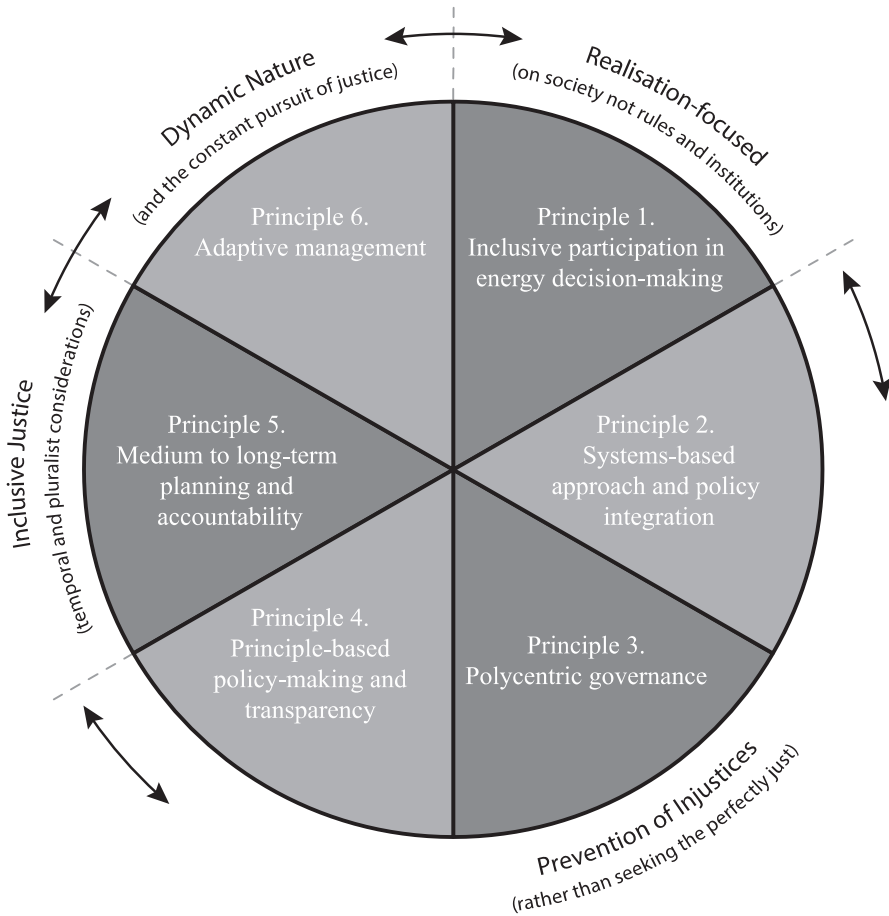 Dynamic Nature
(and the constant pursuit of justice)
Realisation-focused
(on society not rules and institutions)
Principle 1.
Inclusive participation in
energy decision-making
Principle 2.
Systems-based
approach and policy
integration
Principle 3.
Polycentric governance
Principle 4.
Principle-based
policy-making and
transparency
Principle 5.
Medium to long-term
planning and
accountability
Principle 6.
Adaptive management
Inclusive Justice
(temporal and pluralist considerations)
Prevention of Injustices
(rather than seeking the perfectly just)